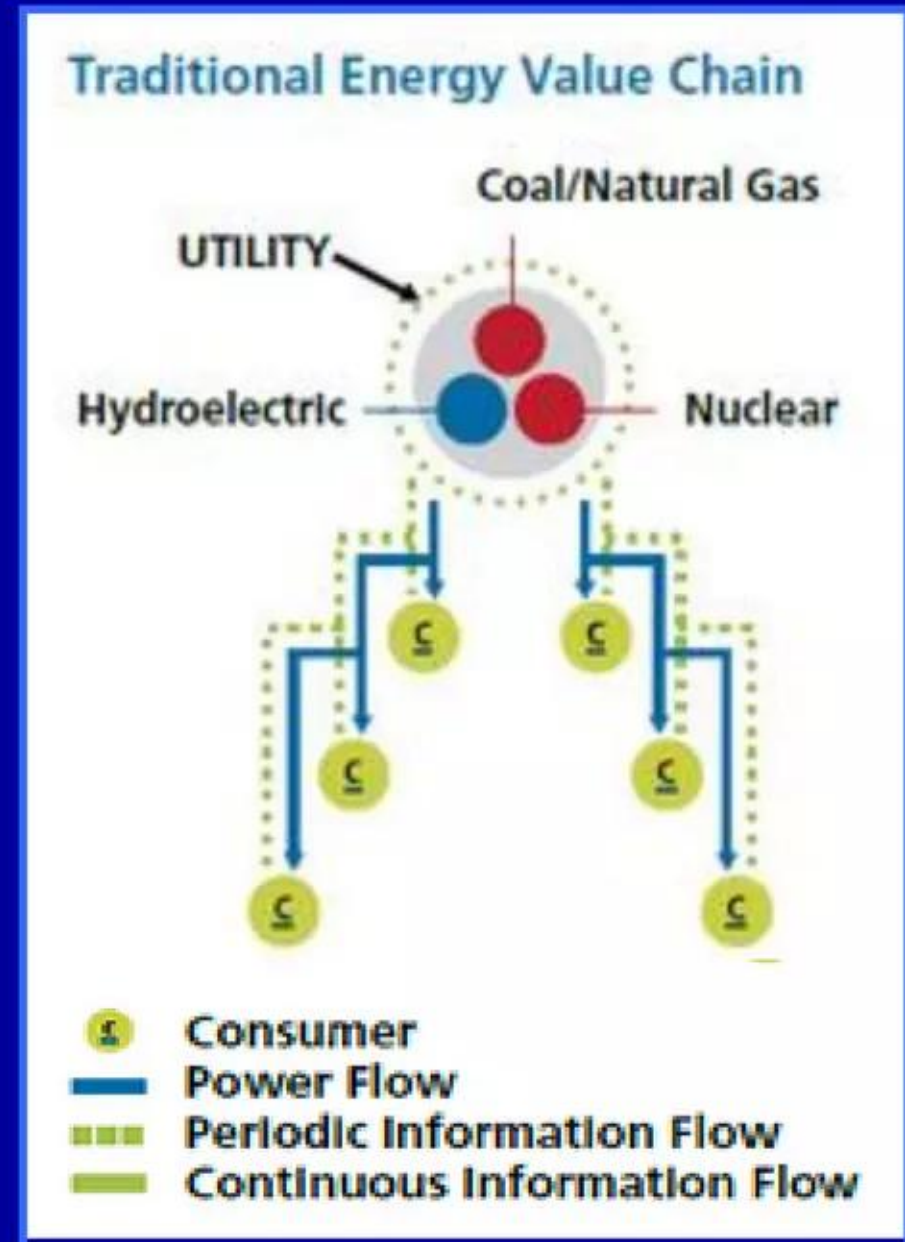 Traditional Energy Value Chain
Coal/Natural Gas
UTILITY
Hydroelectric
Nuclear
C
C
C
C
C
C
C Consumer
Power Flow
Periodic Information Flow
Continuous Information Flow